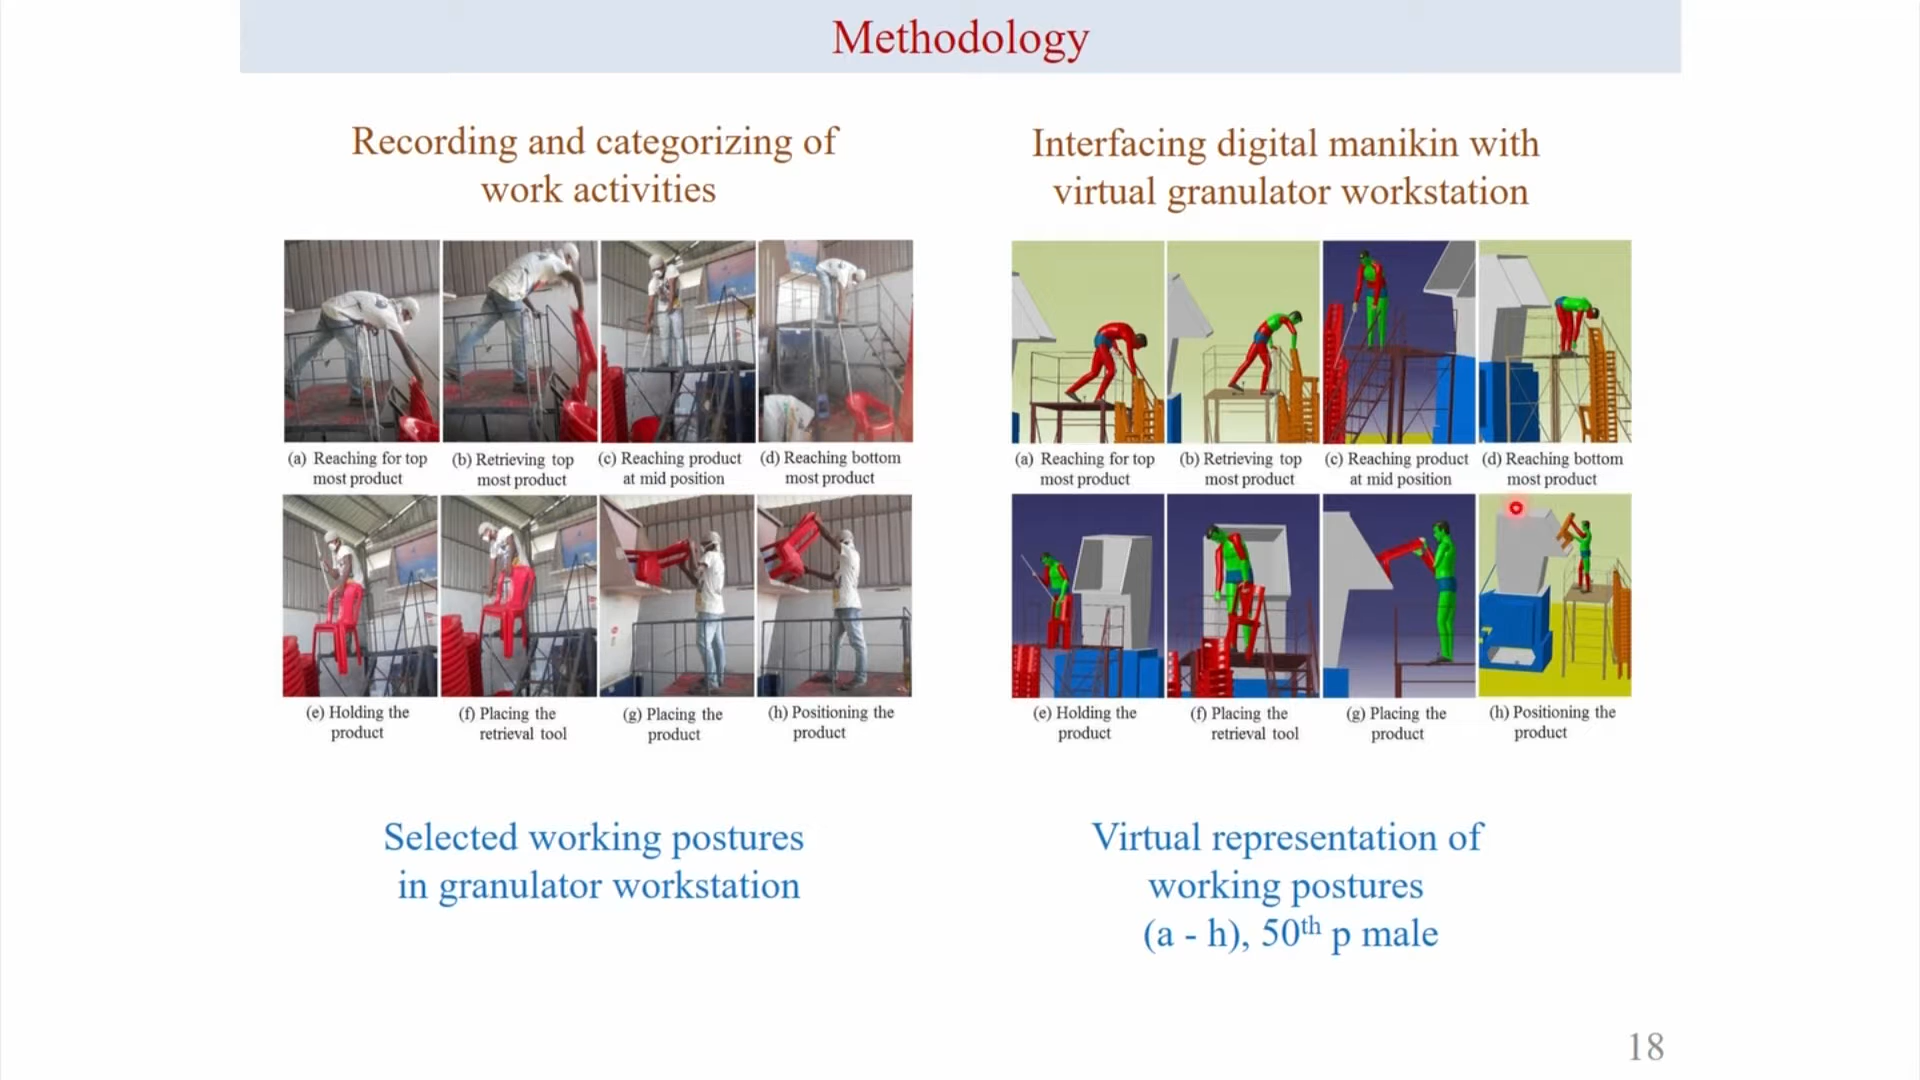 Methodology
Recording and categorizing of
work activities
(a) Reaching for top
most product
(b) Retrieving top
most product
(c) Reaching product
at mid position
(d) Reaching bottom
most product
(e) Holding the
product
(f) Placing the
retrieval tool
(g) Placing the
product
(h) Positioning the
product
Selected working postures
in granulator workstation
Interfacing digital manikin with
virtual granulator workstation
(a) Reaching for top
most product
(b) Retrieving top
most product
(c) Reaching product
at mid position
(d) Reaching bottom
most product
(e) Holding the
product
(f) Placing the
retrieval tool
(g) Placing the
product
(h) Positioning the
product
Virtual representation of
working postures
(a - h), 50th p male
18